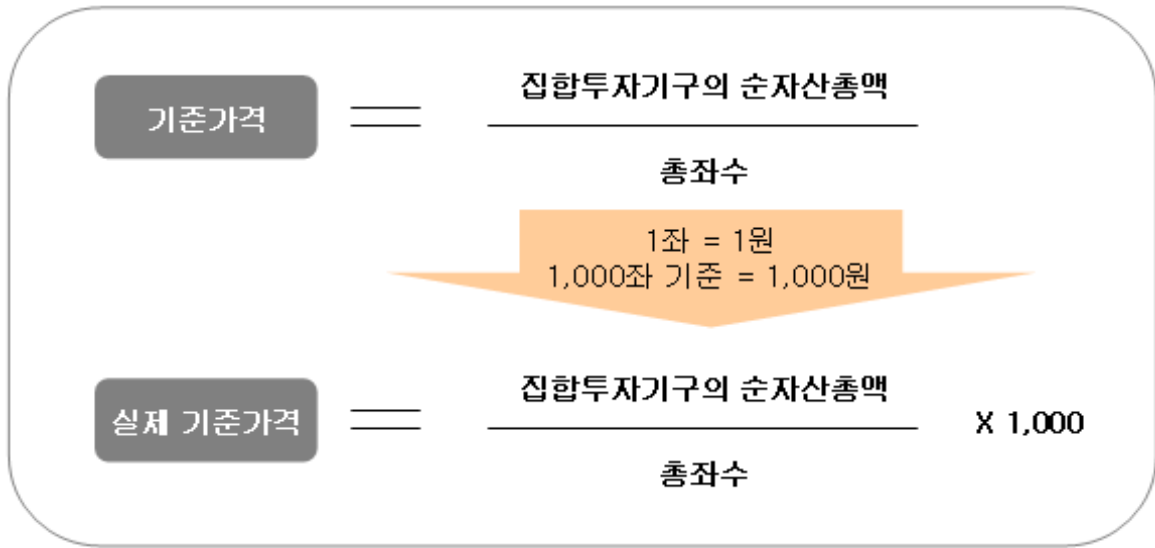 집합투자기구의 순자산총액
기준가격
총좌수
1좌 = 1원
1,000좌 기준 = 1,000원
집합투자기구의 순자산총액
실제 기준가격
X 1,000
총좌수